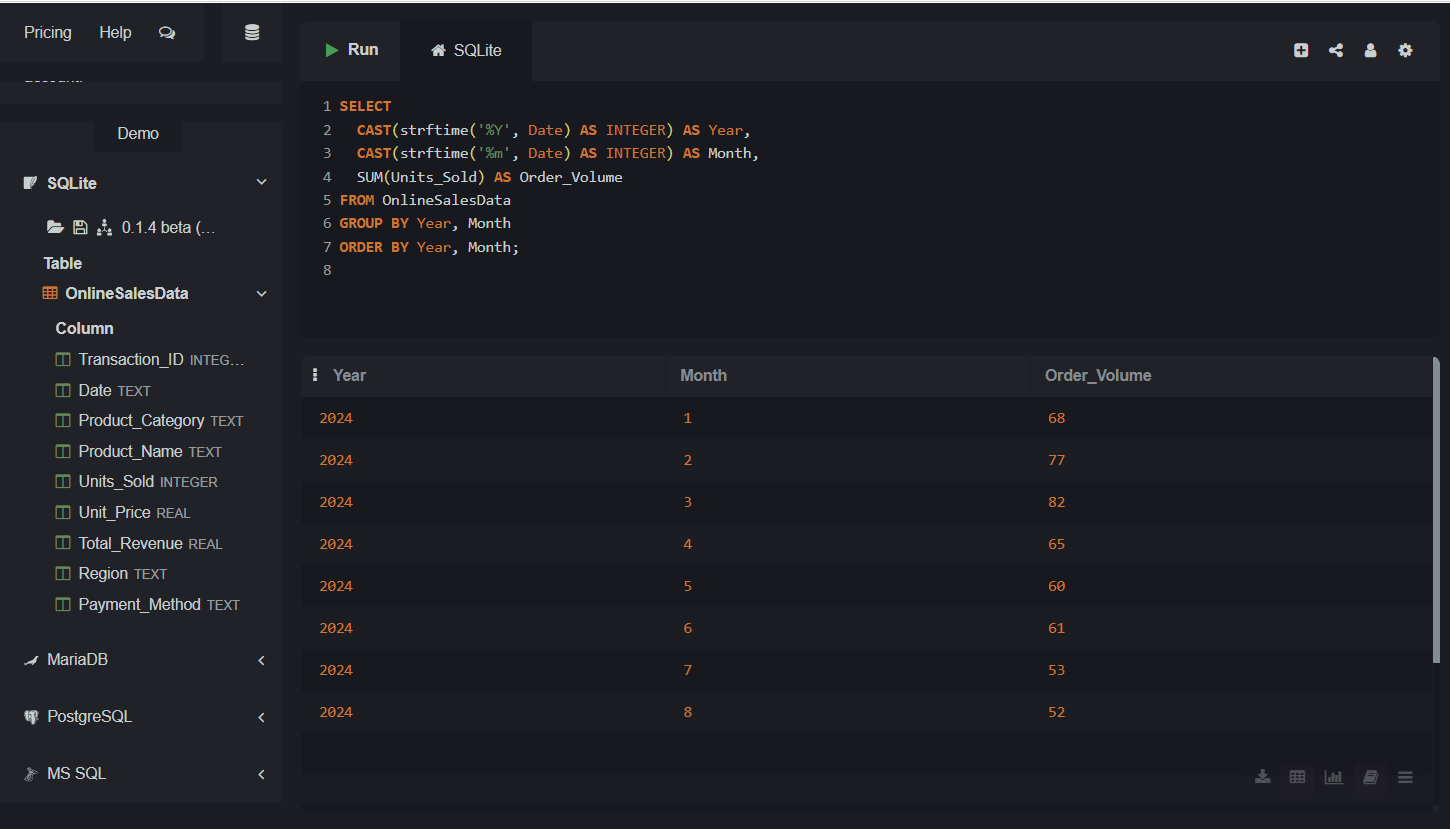 Pricing Help
Demo
SQLite
0.1.4 beta (...
Table
OnlineSalesData
Column
Transaction_ID INTEG...
Date TEXT
Product_Category TEXT
Product_Name TEXT
Units_Sold INTEGER
Unit_Price REAL
Total_Revenue REAL
Region TEXT
Payment_Method TEXT
MariaDB
PostgreSQL
MS SQL
Run SQLite
1 SELECT
2   CAST(strftime('%Y', Date) AS INTEGER) AS Year,
3   CAST(strftime('%m', Date) AS INTEGER) AS Month,
4   SUM(Units_Sold) AS Order_Volume
5 FROM OnlineSalesData
6 GROUP BY Year, Month
7 ORDER BY Year, Month;
8
Year Month Order_Volume
2024 1 68
2024 2 77
2024 3 82
2024 4 65
2024 5 60
2024 6 61
2024 7 53
2024 8 52